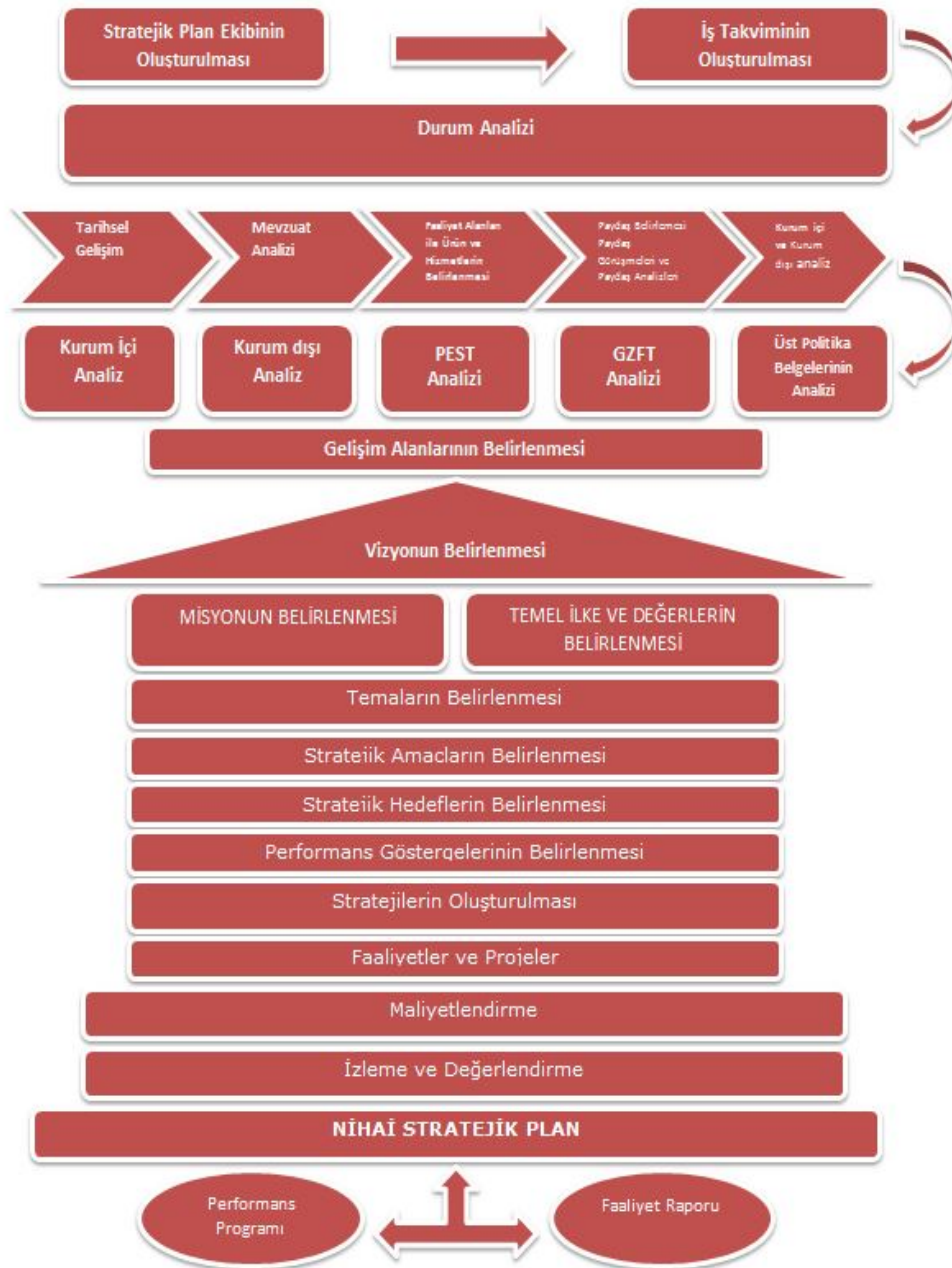 Stratejik Plan Ekibinin
Oluşturulması
İş Takviminin
Oluşturulması
Durum Analizi
Tarihsel
Gelişim
Mevzuat
Analizi
Faaliyet Alanları
ile Ürün ve
Hizmetlerin
Belirlenmesi
Paydaş Belirlemesi
Paydaş
Görüşmeleri ve
Paydaş Analizleri
Kurum içi
ve Kurum
dışı analiz
Kurum İçi
Analiz
Kurum dışı
Analiz
PEST
Analizi
GZFT
Analizi
Üst Politika
Belgelerinin
Analizi
Gelişim Alanlarının Belirlenmesi
Vizyonun Belirlenmesi
MİSYONUN BELİRLENMESİ
TEMEL İLKE VE DEĞERLERİN
BELİRLENMESİ
Temaların Belirlenmesi
Stratejik Amaçların Belirlenmesi
Stratejik Hedeflerin Belirlenmesi
Performans Göstergelerinin Belirlenmesi
Stratejilerin Oluşturulması
Faaliyetler ve Projeler
Maliyetlendirme
İzleme ve Değerlendirme
NİHAİ STRATEJİK PLAN
Performans
Programı
Faaliyet Raporu